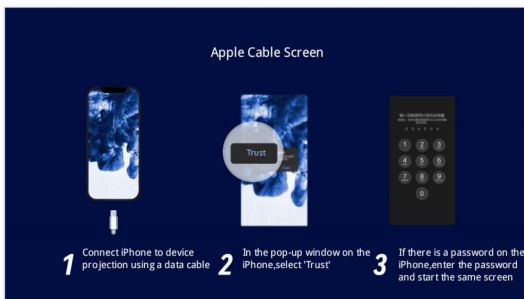 Apple Cable Screen
Trust
1
2
3
4
5
6
7
8
9
0
1
Connect iPhone to device
projection using a data cable
2
In the pop-up window on the
iPhone,select 'Trust'
3
If there is a password on the
iPhone,enter the password
and start the same screen